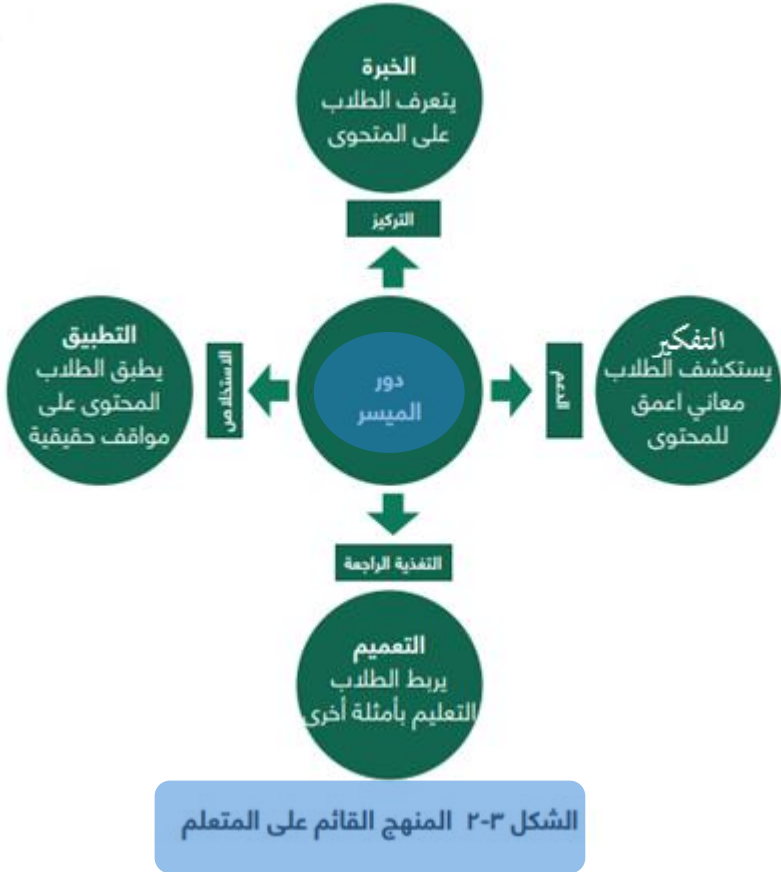 الخبرة
يتعرف الطلاب
على المتحوى
التركيز
التفكير
يستكشف الطلاب
معاني اعمق
للمحتوى
الدعم
دور
الميسر
الاستخلاص
التطبيق
يطبق الطلاب
المحتوى على
مواقف حقيقية
التغذية الراجعة
التعميم
يربط الطلاب
التعليم بأمثلة أخرى
الشكل ٣-٢ المنهج القائم على المتعلم